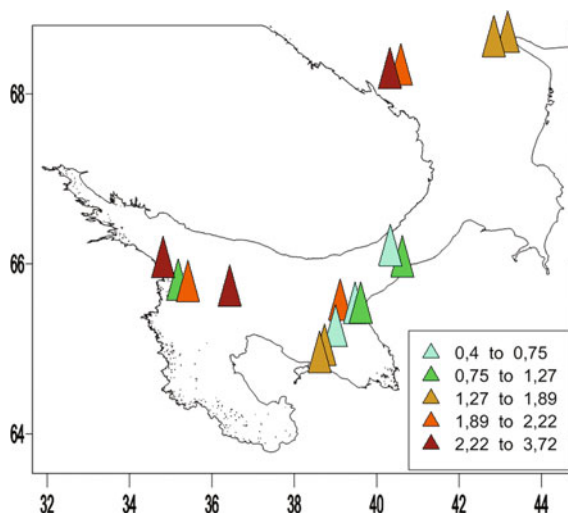 68
66
64
0,4 to 0,75
0,75 to 1,27
1,27 to 1,89
1,89 to 2,22
2,22 to 3,72
32 34 36 38 40 42 44